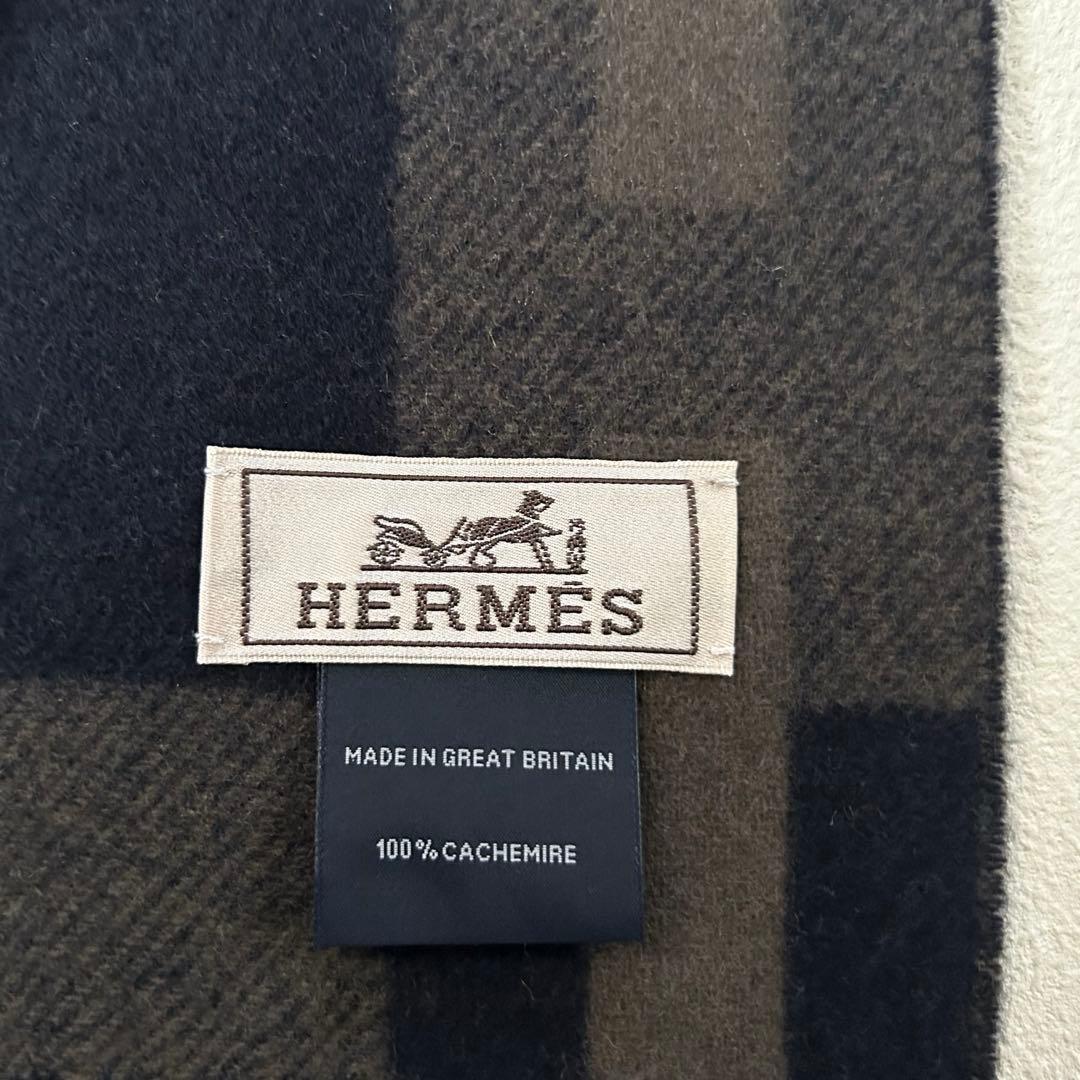 HERMÈS
MADE IN GREAT BRITAIN
100% CACHEMIRE